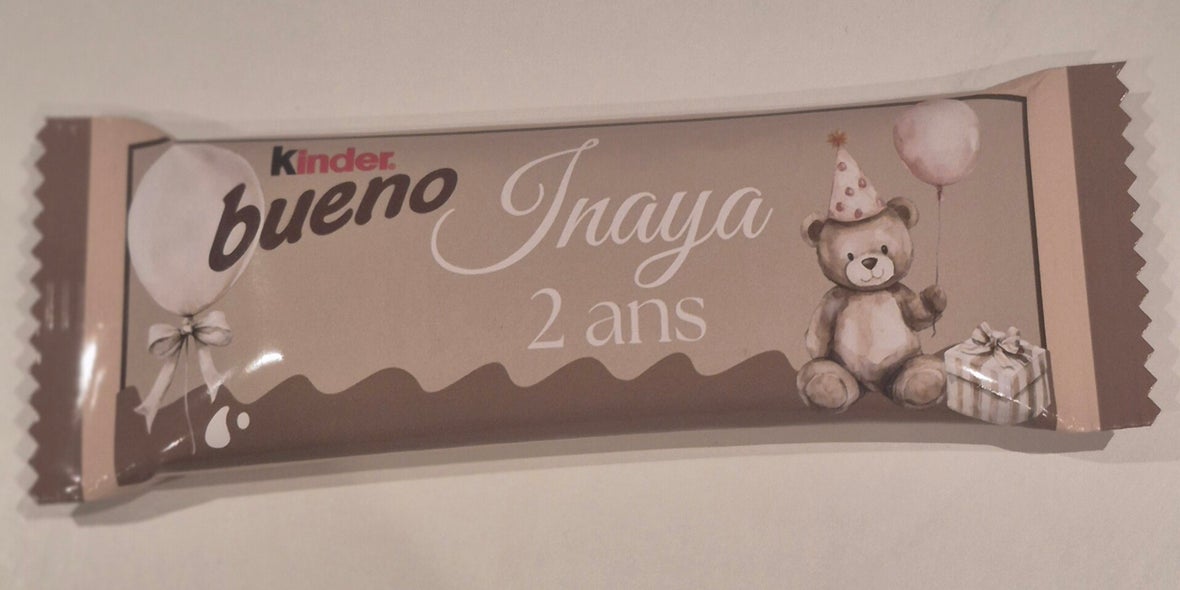 Kinder
bueno
Inaya
2 ans